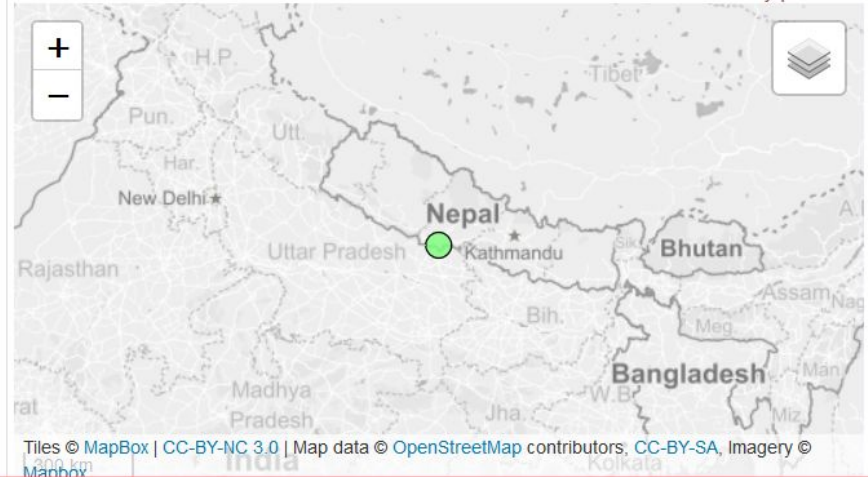 +
−
H.P.
Tibet
Pun.
Utt.
Har.
New Delhi
Nepal
A.
Uttar Pradesh
Kathmandu
Sik.
Bhutan
Rajasthan
Assam
Nag
Bih.
Meg.
Bangladesh
Man
Madhya
Pradesh
rat
Jha.
W.B.
Miz
Tiles © MapBox | CC-BY-NC 3.0 | Map data © OpenStreetMap contributors, CC-BY-SA, Imagery ©
Mapbox
300 km
India
Kolkata